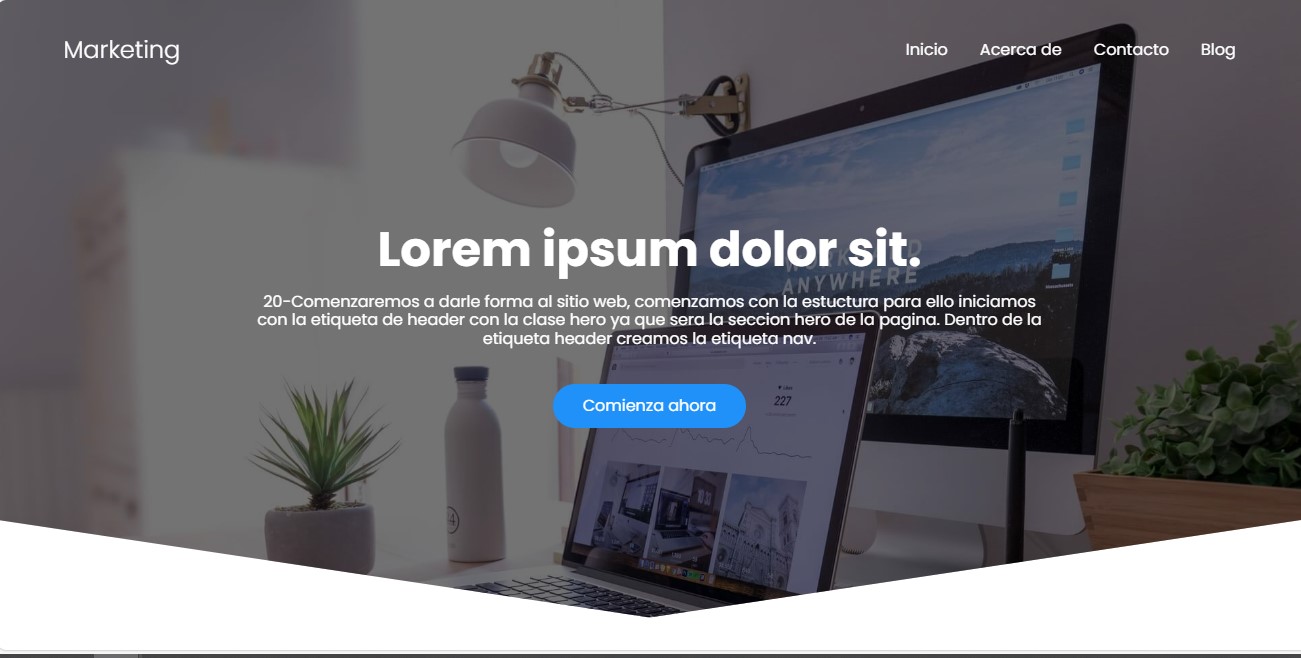 Marketing
Inicio Acerca de Contacto Blog
Lorem ipsum dolor sit.
ANYWHERE
20-Comenzaremos a darle forma al sitio web, comenzamos con la estuctura para ello iniciamos
con la etiqueta de header con la clase hero ya que sera la seccion hero de la pagina. Dentro de la
etiqueta header creamos la etiqueta nav.
227
Comienza ahora